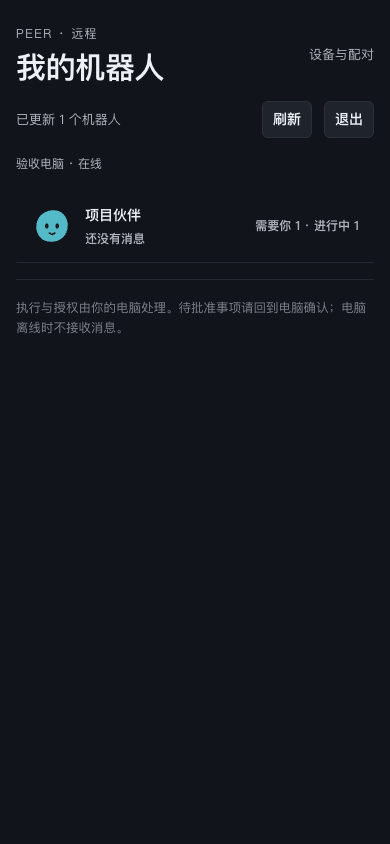 PEER · 远程
我的机器人
设备与配对
已更新 1 个机器人
刷新
退出
验收电脑 · 在线
项目伙伴
还没有消息
需要你 1 · 进行中 1
执行与授权由你的电脑处理。待批准事项请回到电脑确认；电脑
离线时不接收消息。